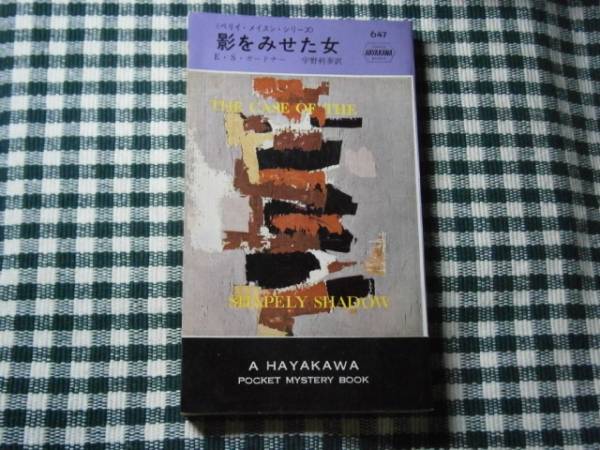 〈ペリイ・メイスン・シリーズ〉
影をみせた女
E・S・ガードナー 宇野利泰訳
647
HAYAKAWA
THE CASE OF THE
SHAPELY SHADOW
A HAYAKAWA
POCKET MYSTERY BOOK